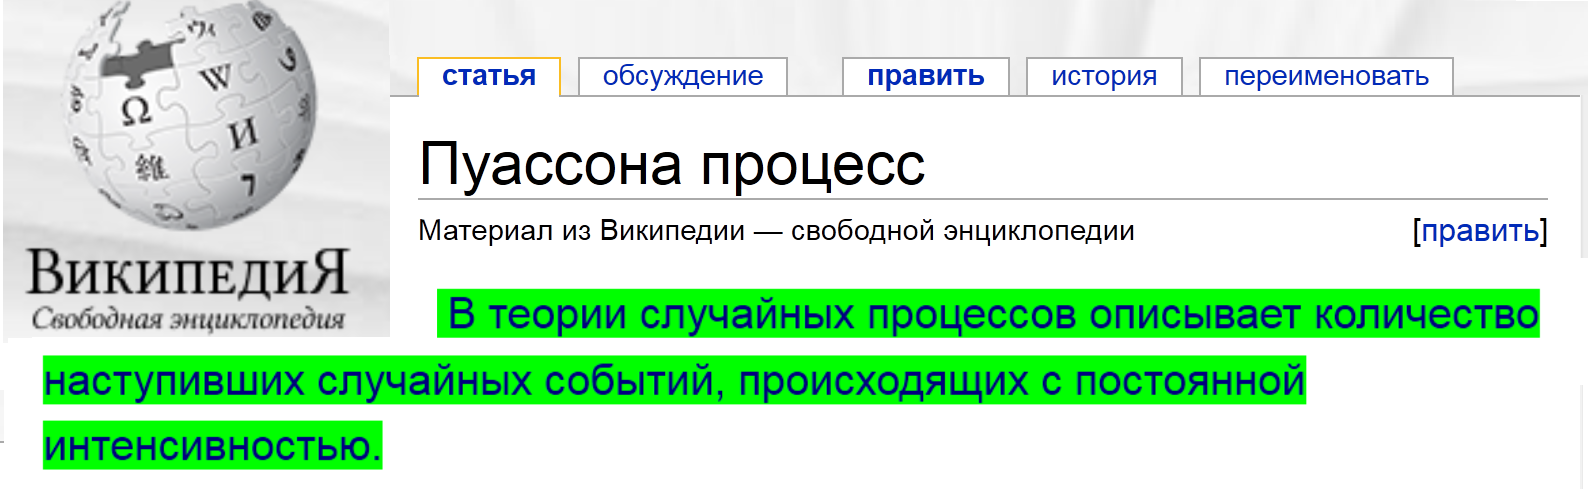 статья обсуждение править история переименовать
Пуассона процесс
Материал из Википедии — свободной энциклопедии [править]
ВикипедиЯ
Свободная энциклопедия
В теории случайных процессов описывает количество
наступивших случайных событий, происходящих с постоянной
интенсивностью.